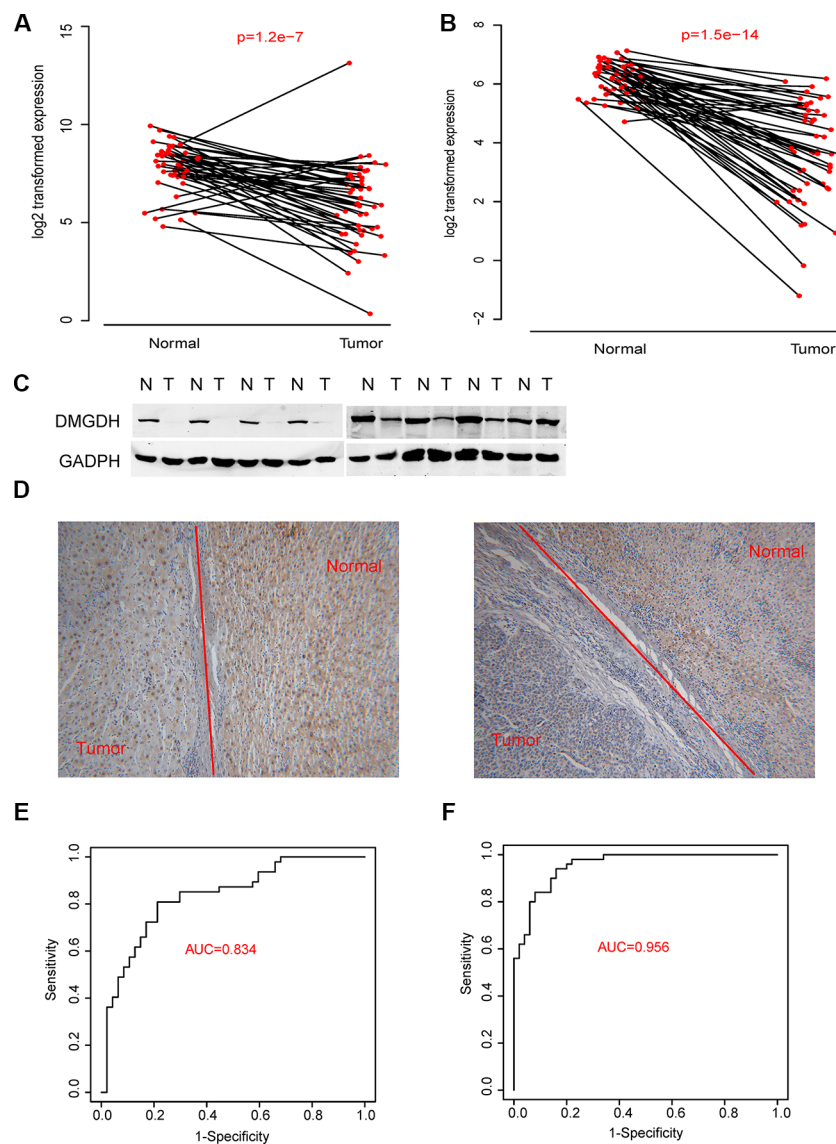 A
p=1.2e−7
15
10
5
0
log2 transformed expression
Normal Tumor
B
p=1.5e−14
8
6
4
2
0
−2
log2 transformed expression
Normal Tumor
C
N T N T N T N T N T N T N T N T
DMGDH
GADPH
D
Normal
Tumor
Normal
Tumor
E
1.0
0.8
0.6
0.4
0.2
0.0
Sensitivity
AUC=0.834
0.0 0.2 0.4 0.6 0.8 1.0
1-Specificity
F
1.0
0.8
0.6
0.4
0.2
0.0
Sensitivity
AUC=0.956
0.0 0.2 0.4 0.6 0.8 1.0
1-Specificity